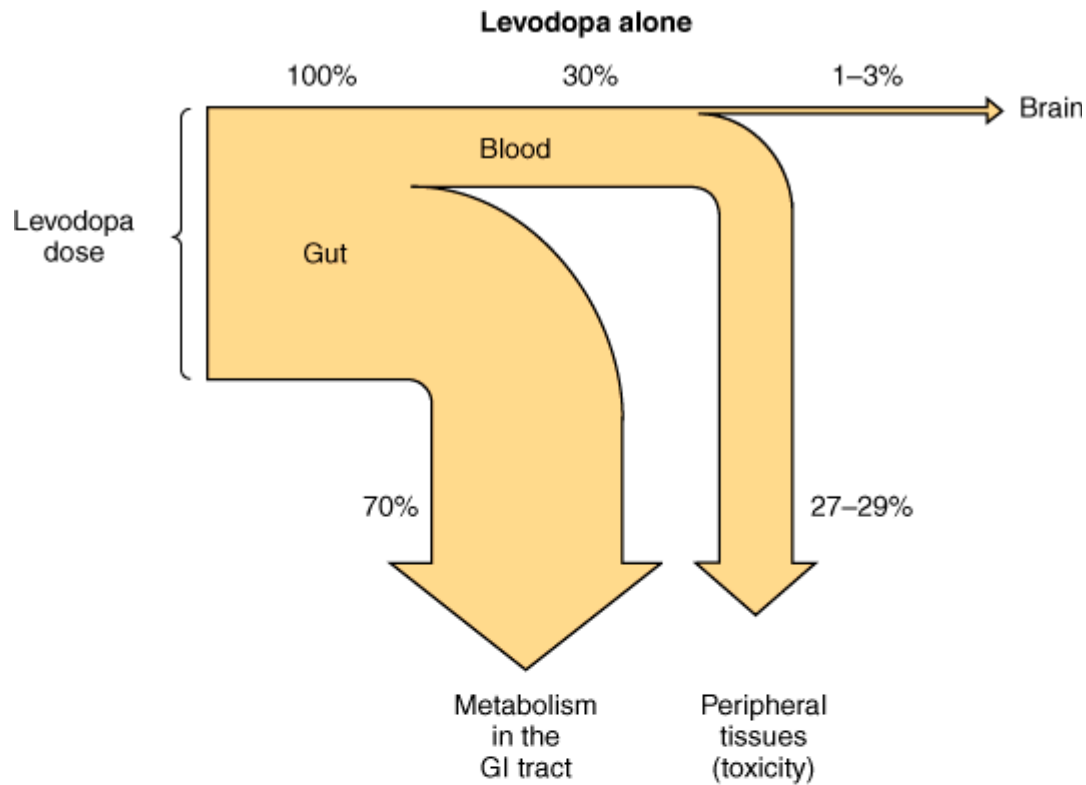 Levodopa alone
100%
30%
1–3%
Brain
Blood
Levodopa
dose
Gut
70%
27–29%
Metabolism
in the
GI tract
Peripheral
tissues
(toxicity)